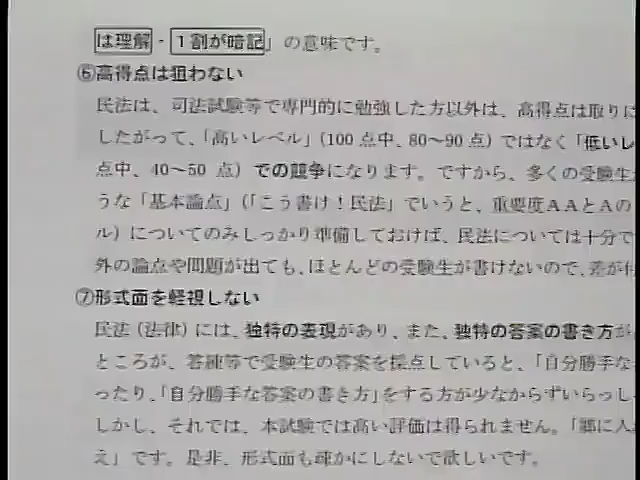 は理解 - 1割が暗記」の意味です。
⑥高得点は狙わない
民法は、司法試験等で専門的に勉強した方以外は、高得点は取りに
したがって、「高いレベル」(100 点中、80～90 点) ではなく「低いレ
点中、40～50 点) での競争になります。ですから、多くの受験生
うな「基本論点」(「こう書け！民法」でいうと、重要度AAとAの
ル) についてのみしっかり準備しておけば、民法については十分で
外の論点や問題が出ても、ほとんどの受験生が書けないので、差が
⑦形式面を軽視しない
民法 (法律) には、独特の表現があり、また、独特の答案の書き方が
ところが、答練等で受験生の答案を採点していると、「自分勝手な
ったり、「自分勝手な答案の書き方」をする方が少なからずいらっし
しかし、それでは、本試験では高い評価は得られません。「郷に入
え」です。是非、形式面も疎かにしないで欲しいです。